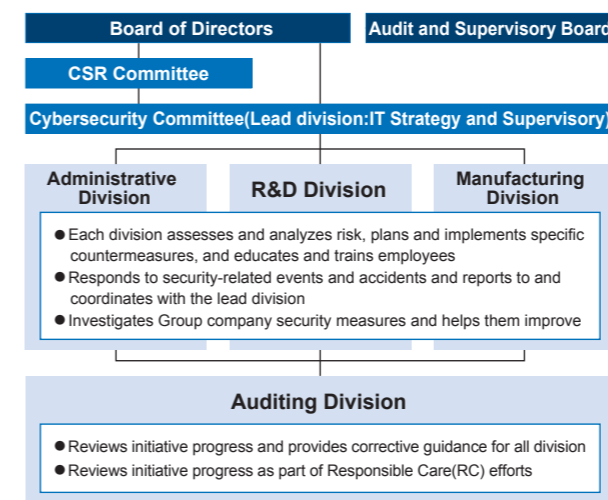 Board of Directors
Audit and Supervisory Board
CSR Committee
Cybersecurity Committee(Lead division:IT Strategy and Supervisory)
Administrative
Division
R&D Division
Manufacturing
Division
● Each division assesses and analyzes risk, plans and implements specific
countermeasures, and educates and trains employees
● Responds to security-related events and accidents and reports to and
coordinates with the lead division
● Investigates Group company security measures and helps them improve
Auditing Division
● Reviews initiative progress and provides corrective guidance for all division
● Reviews initiative progress as part of Responsible Care(RC) efforts